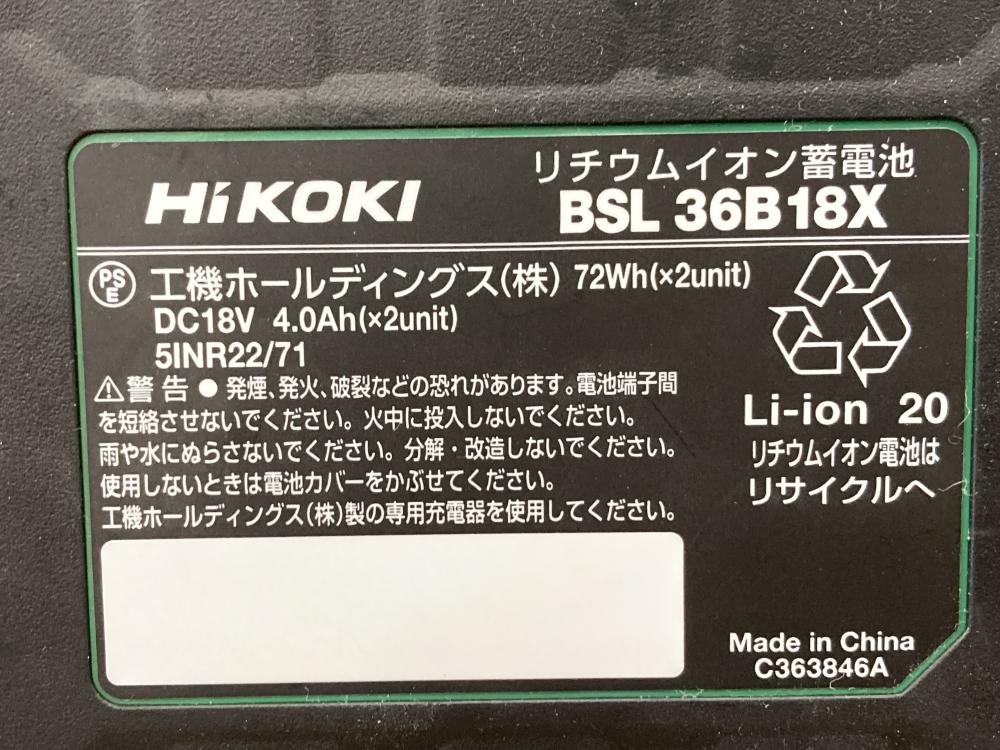 HiKOKI
リチウムイオン蓄電池
BSL 36B18X
PS
E
工機ホールディングス(株) 72Wh(×2unit)
DC18V 4.0Ah(×2unit)
5INR22/71
⚠警告 ● 発煙、発火、破裂などの恐れがあります。電池端子間
を短絡させないでください。火中に投入しないでください。
雨や水にぬらさないでください。分解・改造しないでください。
使用しないときは電池カバーをかぶせてください。
工機ホールディングス(株)製の専用充電器を使用してください。
Li-ion 20
リチウムイオン電池は
リサイクルへ
Made in China
C363846A